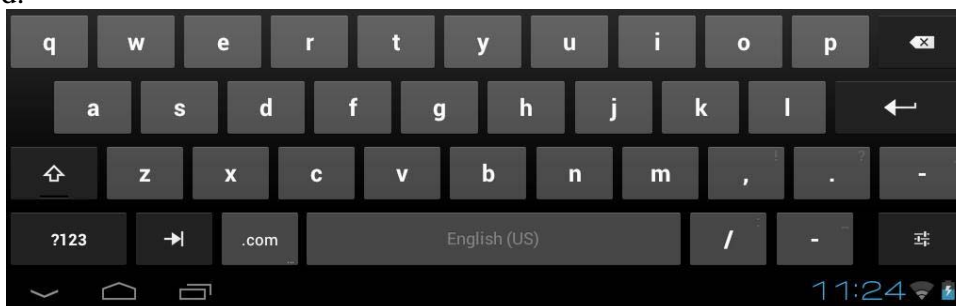 d.
q w e r t y u i o p
a s d f g h j k l
z x c v b n m , ! . ? -
?123 .com English (US) / : - _
11:24